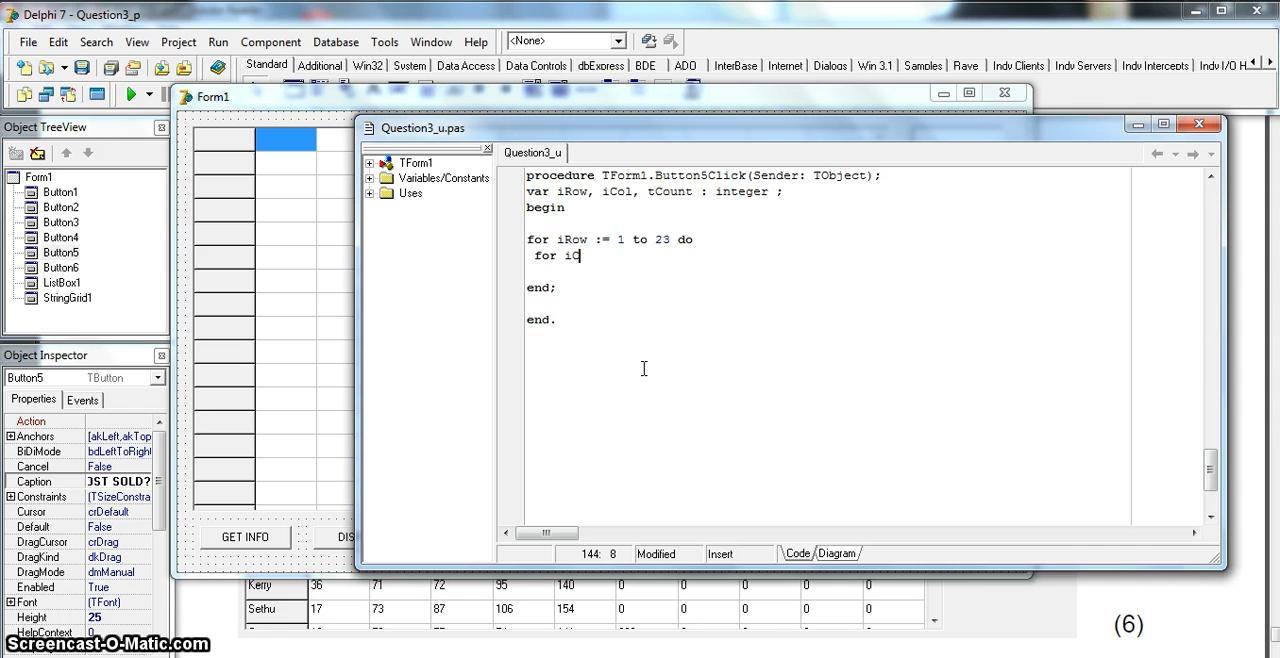 Delphi 7 - Question3_p
File Edit Search View Project Run Component Database Tools Window Help <None>
Standard Additional Win32 System Data Access Data Controls dbExpress BDE ADO InterBase Internet Dialogs Win 3.1 Samples Rave Indy Clients Indy Servers Indy Intercepts Indy I/O H
Form1
Object TreeView
Form1
Button1
Button2
Button3
Button4
Button5
Button6
ListBox1
StringGrid1
Question3_u.pas
TForm1
Variables/Constants
Uses
Question3_u
procedure TForm1.Button5Click(Sender: TObject);
var iRow, iCol, tCount : integer ;
begin
for iRow := 1 to 23 do
for iC
end;
end.
144: 8 Modified Insert Code Diagram
Object Inspector
Button5 TButton
Properties Events
Action
Anchors [akLeft,akTop
BiDiMode bdLeftToRight
Cancel False
Caption OST SOLD?
Constraints (TSizeConstra
Cursor crDefault
Default False
DragCursor crDrag
DragKind dkDrag
DragMode dmManual
Enabled True
Font (TFont)
Height 25
HelpContext 0
GET INFO DIS
Kerry 36 71 72 95 140 0 0 0 0 0
Sethu 17 73 87 106 154 0 0 0 0 0
(6)
Screencast-O-Matic.com